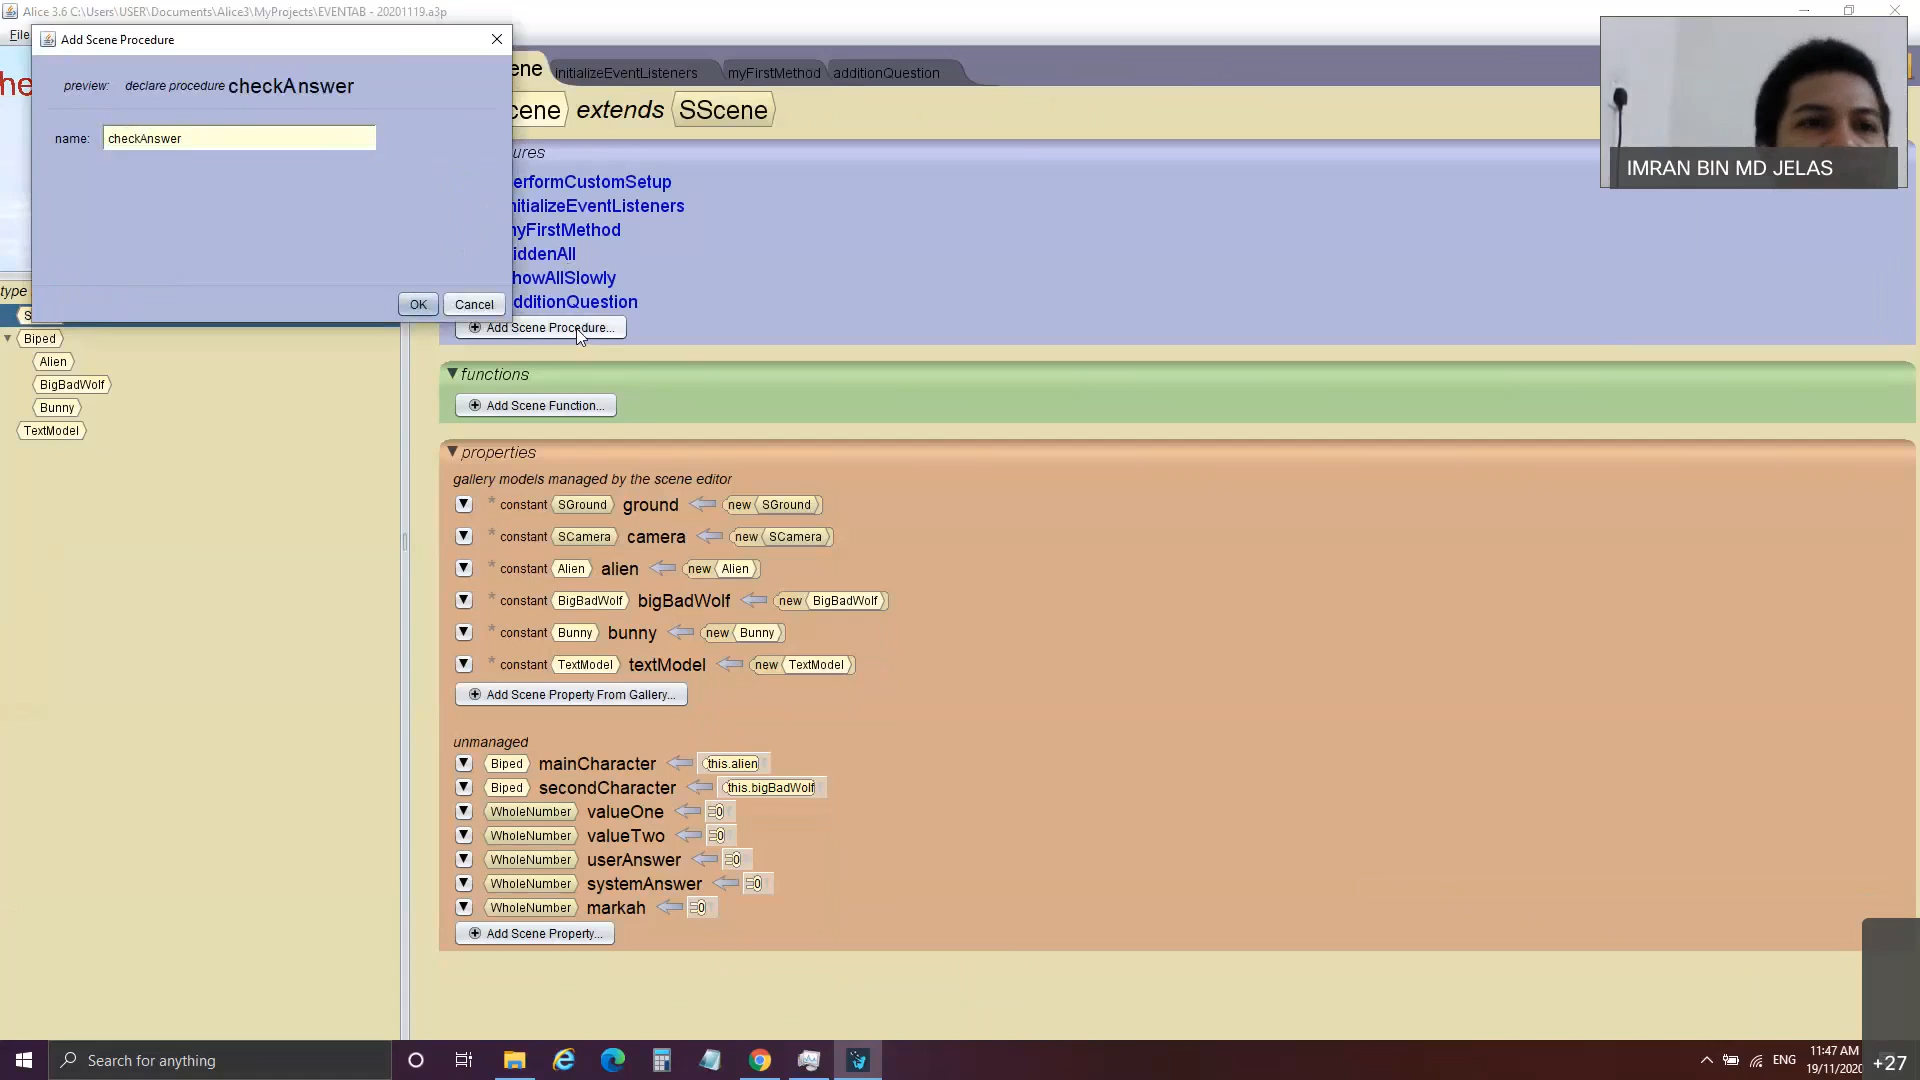 Alice 3.6 C:\Users\USER\Documents\Alice3\MyProjects\EVENTAB - 20201119.a3p
File
Add Scene Procedure
preview: declare procedure checkAnswer
name: checkAnswer
OK Cancel
initializeEventListeners myFirstMethod additionQuestion
extends SScene
performCustomSetup
initializeEventListeners
myFirstMethod
additionQuestion
Add Scene Procedure...
type
Biped
Alien
BigBadWolf
Bunny
TextModel
functions
Add Scene Function...
properties
gallery models managed by the scene editor
* constant SGround ground new SGround
* constant SCamera camera new SCamera
* constant Alien alien new Alien
* constant BigBadWolf bigBadWolf new BigBadWolf
* constant Bunny bunny new Bunny
* constant TextModel textModel new TextModel
Add Scene Property From Gallery...
unmanaged
Biped mainCharacter this.alien
Biped secondCharacter this.bigBadWolf
WholeNumber valueOne =0
WholeNumber valueTwo =0
WholeNumber userAnswer =0
WholeNumber systemAnswer =0
WholeNumber markah =0
Add Scene Property...
IMRAN BIN MD JELAS
Search for anything
ENG
11:47 AM
19/11/2020
+27